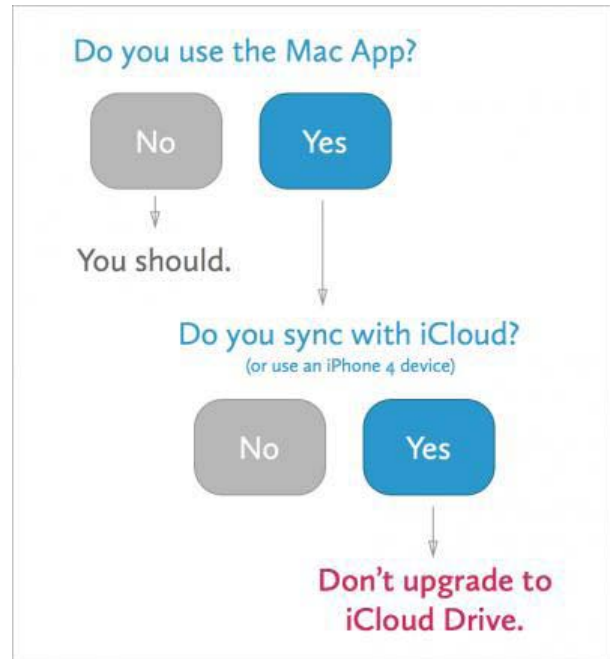 Do you use the Mac App?
No
Yes
You should.
Do you sync with iCloud?
(or use an iPhone 4 device)
No
Yes
Don't upgrade to
iCloud Drive.